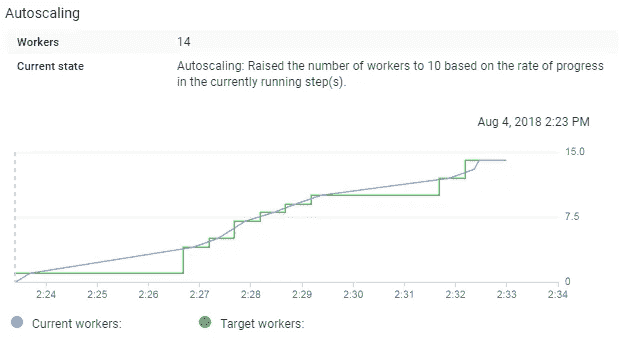 Autoscaling
Workers 14
Current state Autoscaling: Raised the number of workers to 10 based on the rate of progress
in the currently running step(s).
Aug 4, 2018 2:23 PM
15.0
7.5
0
2:24 2:25 2:26 2:27 2:28 2:29 2:30 2:31 2:32 2:33 2:34
Current workers: Target workers: